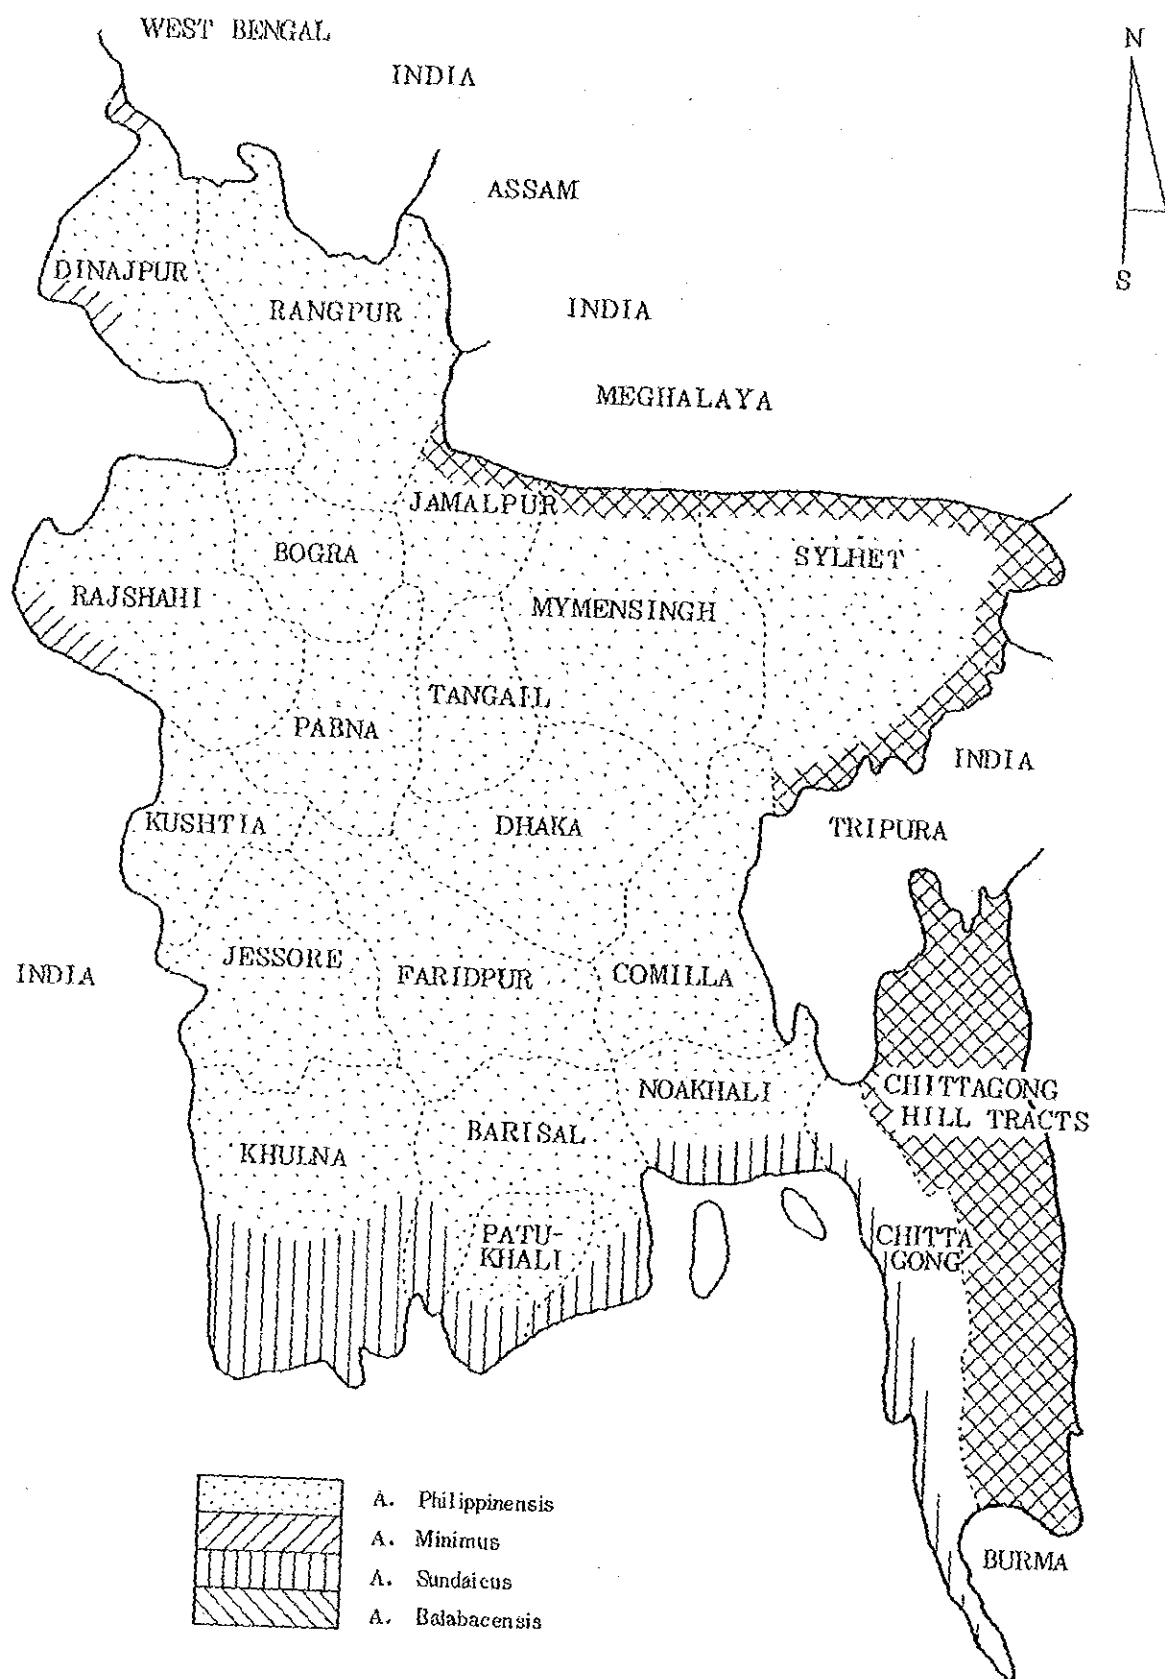 WEST BENGAL
INDIA
N
ASSAM
S
DINAJPUR
RANGPUR
INDIA
MEGHALAYA
JAMALPUR
BOGRA
SYLHET
RAJSHAHI
MYMENSINGH
TANGAIL
PABNA
INDIA
KUSHTIA
DHAKA
TRIPURA
INDIA
JESSORE
FARIDPUR
COMILLA
NOAKHALI
CHITTAGONG
HILL TRACTS
BARISAL
KHULNA
PATU-
KHALI
CHITTA
GONG
BURMA
A. Philippinensis
A. Minimus
A. Sundaicus
A. Balabacensis